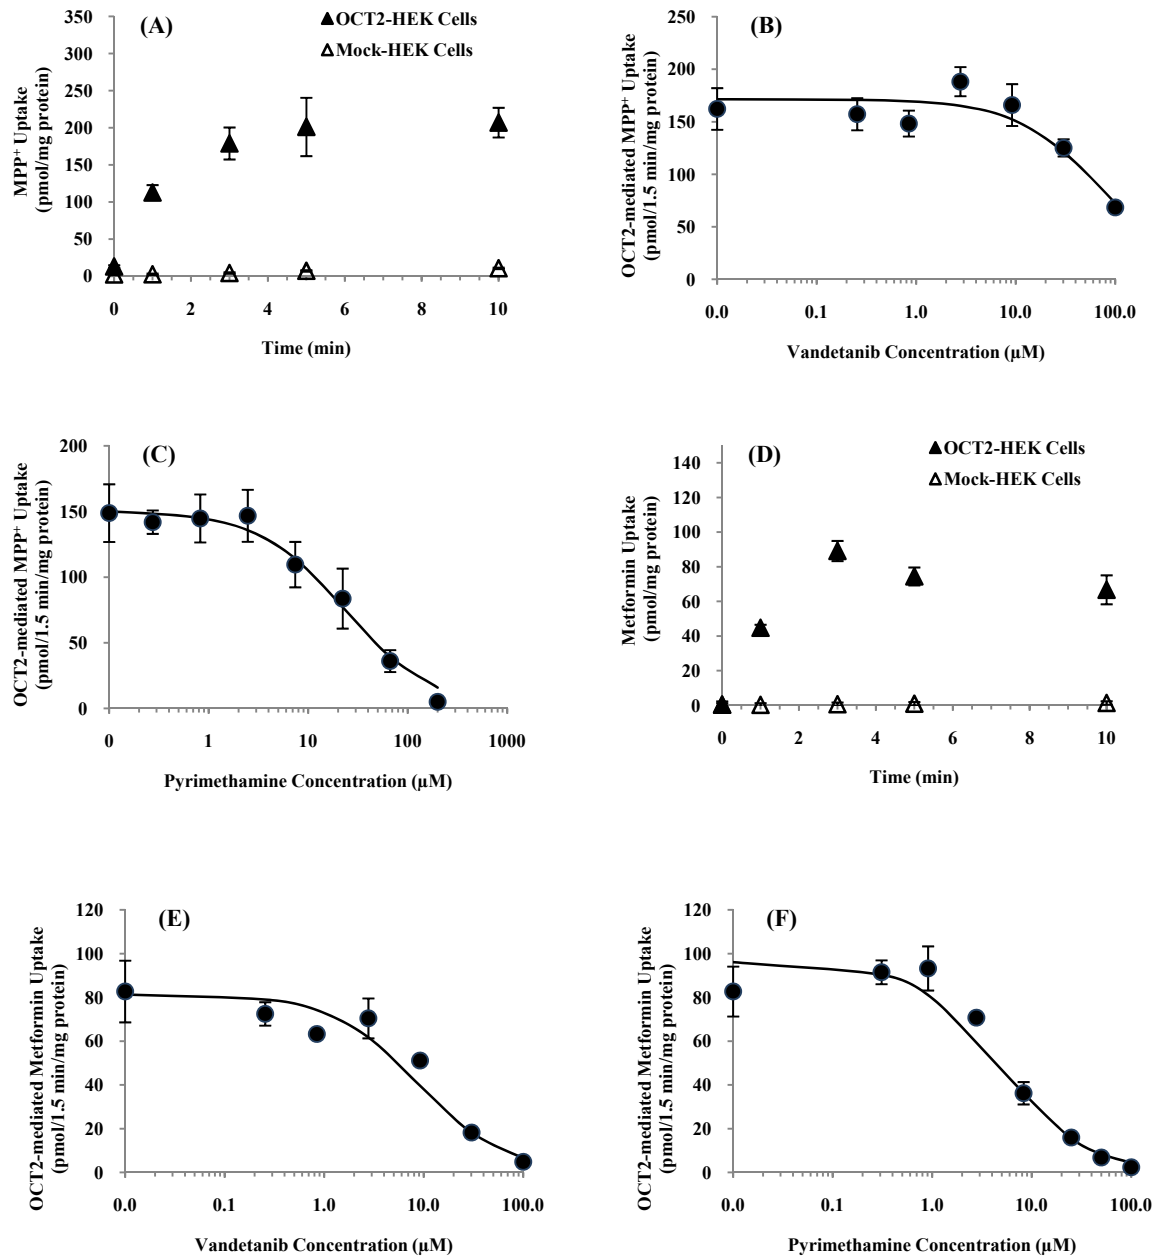 (A)
▲OCT2-HEK Cells
△Mock-HEK Cells
MPP⁺ Uptake
(pmol/mg protein)
350
300
250
200
150
100
50
0
0 2 4 6 8 10
Time (min)
(B)
OCT2-mediated MPP⁺ Uptake
(pmol/1.5 min/mg protein)
250
200
150
100
50
0
0.0 0.1 1.0 10.0 100.0
Vandetanib Concentration (µM)
(C)
OCT2-mediated MPP⁺ Uptake
(pmol/1.5 min/mg protein)
200
150
100
50
0
0 1 10 100 1000
Pyrimethamine Concentration (µM)
(D)
▲OCT2-HEK Cells
△Mock-HEK Cells
Metformin Uptake
(pmol/mg protein)
140
120
100
80
60
40
20
0
0 2 4 6 8 10
Time (min)
(E)
OCT2-mediated Metformin Uptake
(pmol/1.5 min/mg protein)
120
100
80
60
40
20
0
0.0 0.1 1.0 10.0 100.0
Vandetanib Concentration (µM)
(F)
OCT2-mediated Metformin Uptake
(pmol/1.5 min/mg protein)
120
100
80
60
40
20
0
0.0 0.1 1.0 10.0 100.0
Pyrimethamine Concentration (µM)